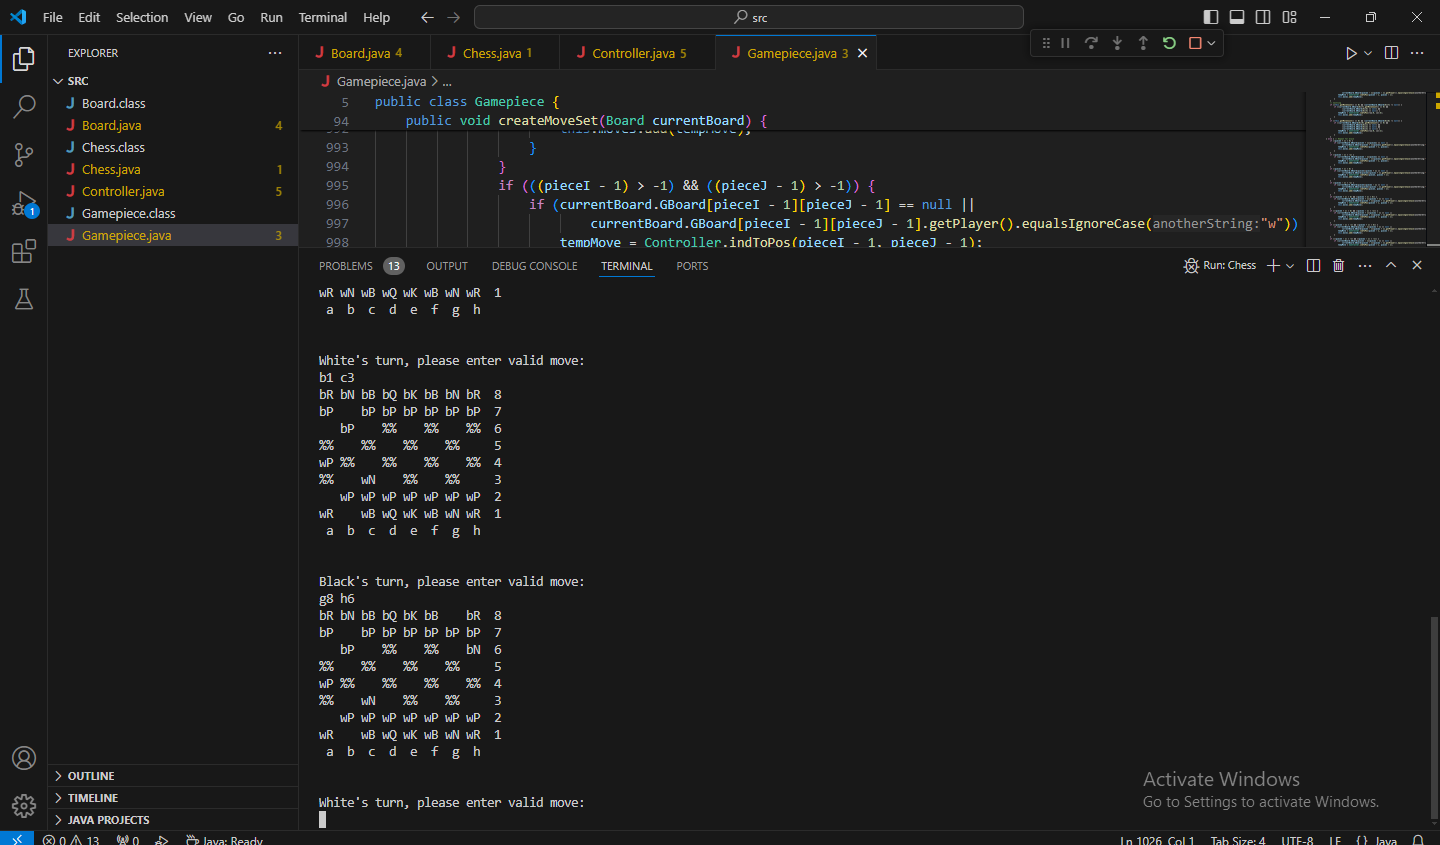 File Edit Selection View Go Run Terminal Help
src
EXPLORER
SRC
Board.class
Board.java 4
Chess.class
Chess.java 1
Controller.java 5
Gamepiece.class
Gamepiece.java 3
1
OUTLINE
TIMELINE
JAVA PROJECTS
Board.java 4 Chess.java 1 Controller.java 5 Gamepiece.java 3
Gamepiece.java > ...
5 public class Gamepiece {
94 public void createMoveSet(Board currentBoard) {
993 }
994 }
995 if (((pieceI - 1) > -1) && ((pieceJ - 1) > -1)) {
996 if (currentBoard.GBoard[pieceI - 1][pieceJ - 1] == null ||
997 currentBoard.GBoard[pieceI - 1][pieceJ - 1].getPlayer().equalsIgnoreCase(anotherString:"w"))
998 tempMove = Controller.indToPos(pieceI - 1, pieceJ - 1);
PROBLEMS 13 OUTPUT DEBUG CONSOLE TERMINAL PORTS
Run: Chess
wR wN wB wQ wK wB wN wR 1
a b c d e f g h
White's turn, please enter valid move:
b1 c3
bR bN bB bQ bK bB bN bR 8
bP bP bP bP bP bP bP 7
bP %% %% %% 6
%% %% %% %% 5
wP %% %% %% %% 4
%% wN %% %% 3
wP wP wP wP wP wP wP 2
wR wB wQ wK wB wN wR 1
a b c d e f g h
Black's turn, please enter valid move:
g8 h6
bR bN bB bQ bK bB bR 8
bP bP bP bP bP bP bP 7
bP %% %% bN 6
%% %% %% %% 5
wP %% %% %% %% 4
%% wN %% %% 3
wP wP wP wP wP wP wP 2
wR wB wQ wK wB wN wR 1
a b c d e f g h
White's turn, please enter valid move:
Activate Windows
Go to Settings to activate Windows.
0 13 0 Java: Ready
Ln 1026, Col 1 Tab Size: 4 UTF-8 LF {} Java